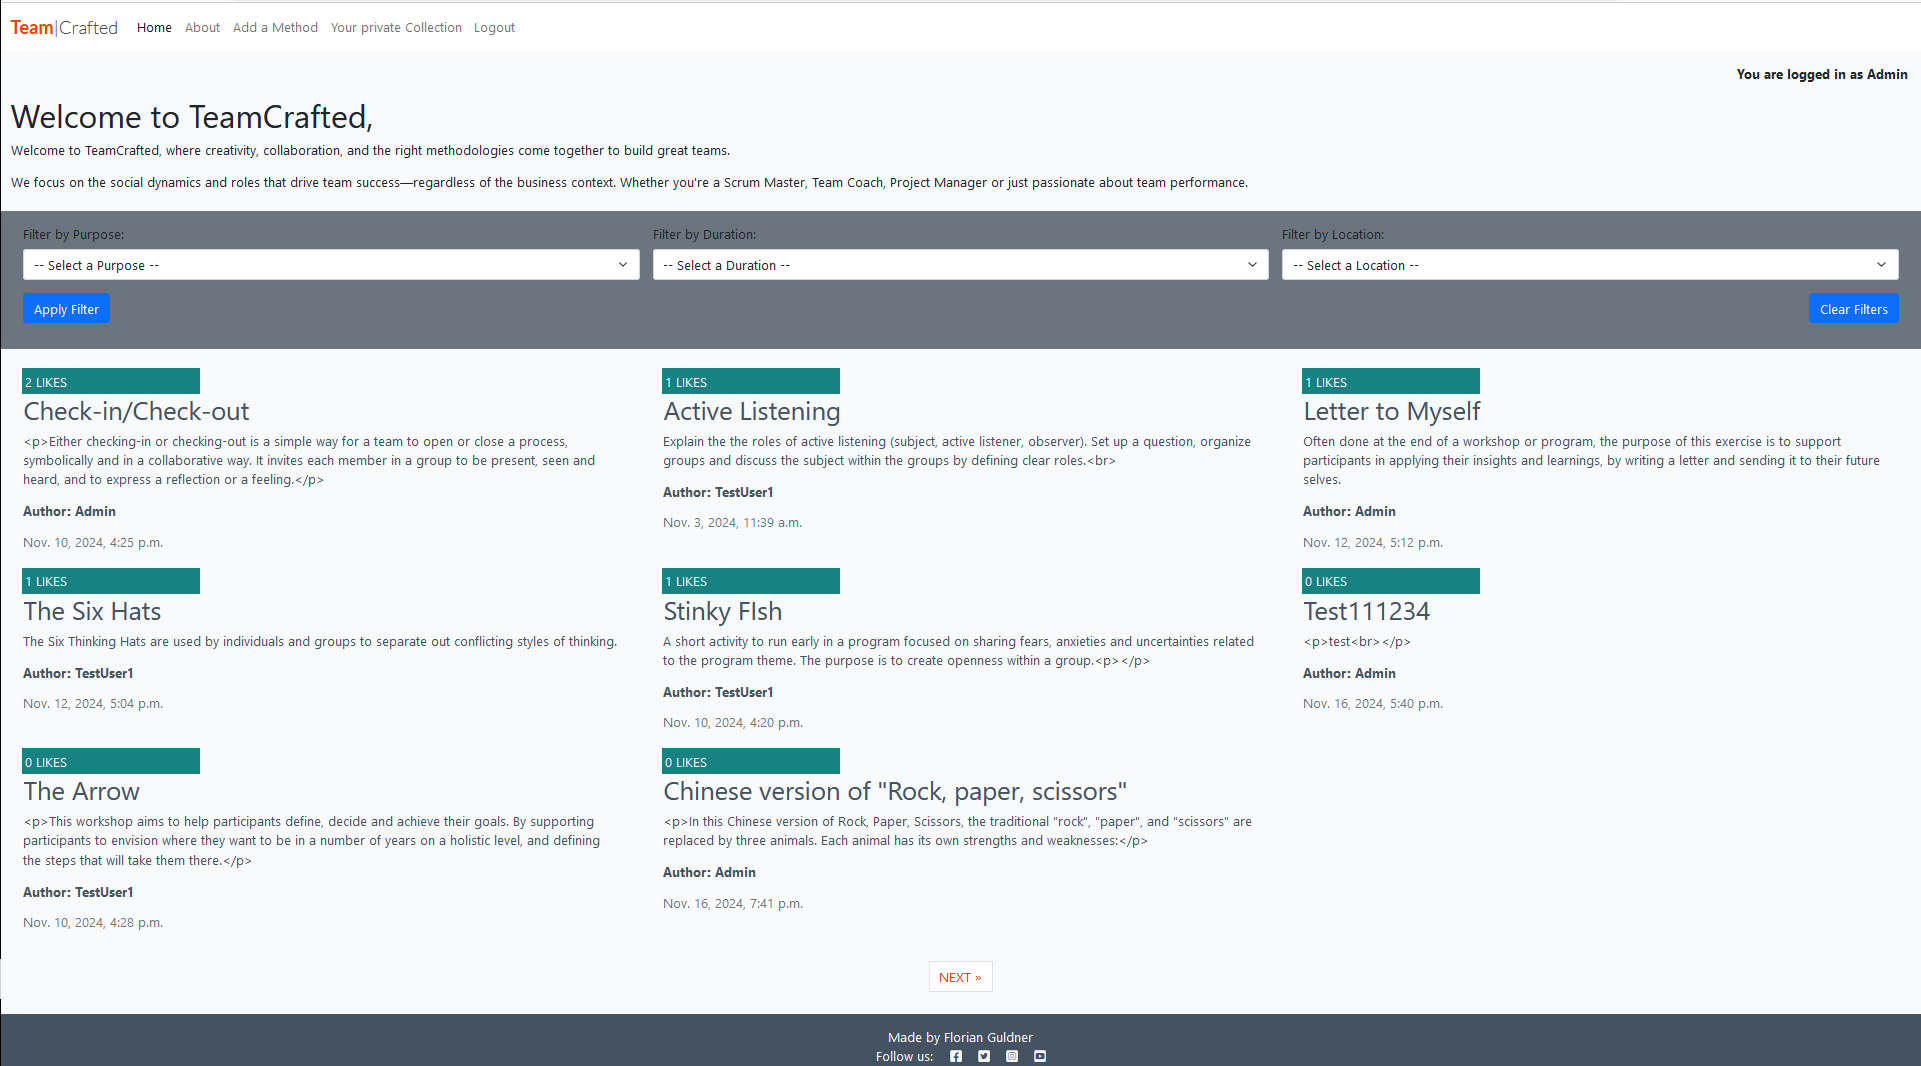 Team|Crafted Home About Add a Method Your private Collection Logout
You are logged in as Admin
Welcome to TeamCrafted,
Welcome to TeamCrafted, where creativity, collaboration, and the right methodologies come together to build great teams.
We focus on the social dynamics and roles that drive team success—regardless of the business context. Whether you're a Scrum Master, Team Coach, Project Manager or just passionate about team performance.
Filter by Purpose:
-- Select a Purpose --
Filter by Duration:
-- Select a Duration --
Filter by Location:
-- Select a Location --
Apply Filter
Clear Filters
2 LIKES
Check-in/Check-out
<p>Either checking-in or checking-out is a simple way for a team to open or close a process,
symbolically and in a collaborative way. It invites each member in a group to be present, seen and
heard, and to express a reflection or a feeling.</p>
Author: Admin
Nov. 10, 2024, 4:25 p.m.
1 LIKES
Active Listening
Explain the the roles of active listening (subject, active listener, observer). Set up a question, organize
groups and discuss the subject within the groups by defining clear roles.<br>
Author: TestUser1
Nov. 3, 2024, 11:39 a.m.
1 LIKES
Letter to Myself
Often done at the end of a workshop or program, the purpose of this exercise is to support
participants in applying their insights and learnings, by writing a letter and sending it to their future
selves.
Author: Admin
Nov. 12, 2024, 5:12 p.m.
1 LIKES
The Six Hats
The Six Thinking Hats are used by individuals and groups to separate out conflicting styles of thinking.
Author: TestUser1
Nov. 12, 2024, 5:04 p.m.
1 LIKES
Stinky FIsh
A short activity to run early in a program focused on sharing fears, anxieties and uncertainties related
to the program theme. The purpose is to create openness within a group.<p></p>
Author: TestUser1
Nov. 10, 2024, 4:20 p.m.
0 LIKES
Test111234
<p>test<br></p>
Author: Admin
Nov. 16, 2024, 5:40 p.m.
0 LIKES
The Arrow
<p>This workshop aims to help participants define, decide and achieve their goals. By supporting
participants to envision where they want to be in a number of years on a holistic level, and defining
the steps that will take them there.</p>
Author: TestUser1
Nov. 10, 2024, 4:28 p.m.
0 LIKES
Chinese version of "Rock, paper, scissors"
<p>In this Chinese version of Rock, Paper, Scissors, the traditional "rock", "paper", and "scissors" are
replaced by three animals. Each animal has its own strengths and weaknesses:</p>
Author: Admin
Nov. 16, 2024, 7:41 p.m.
NEXT »
Made by Florian Guldner
Follow us: